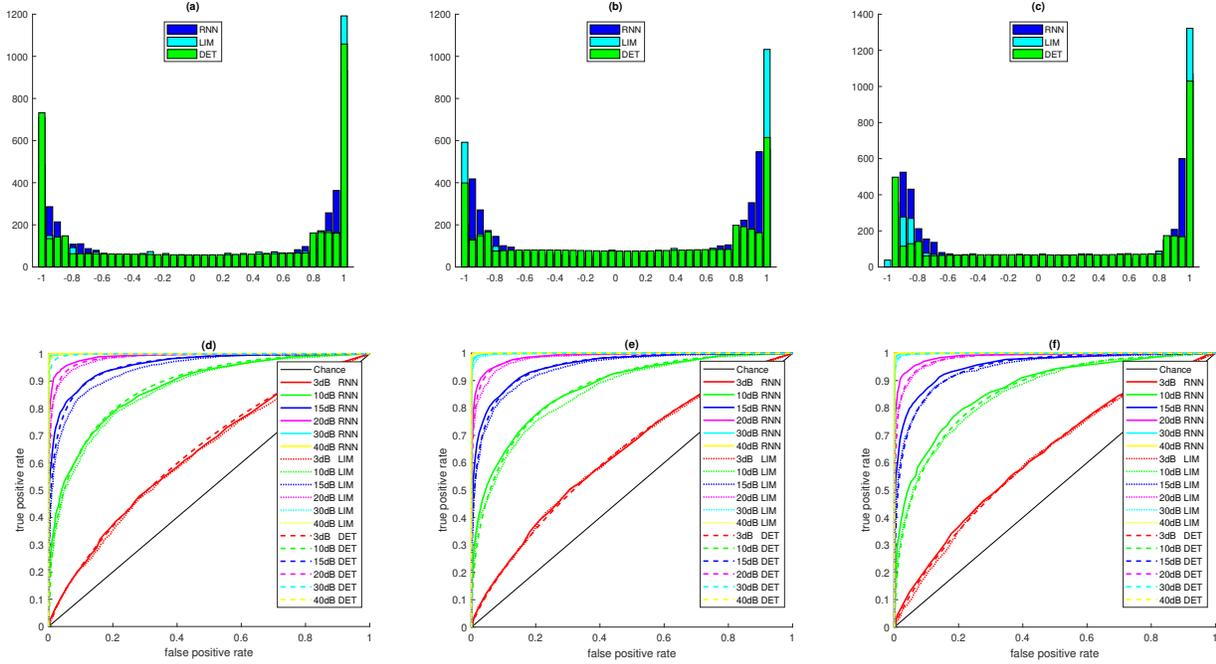 (a)
1200
1000
800
600
400
200
0
-1 -0.8 -0.6 -0.4 -0.2 0 0.2 0.4 0.6 0.8 1
RNN
LIM
DET
(b)
1200
1000
800
600
400
200
0
-1 -0.8 -0.6 -0.4 -0.2 0 0.2 0.4 0.6 0.8 1
RNN
LIM
DET
(c)
1400
1200
1000
800
600
400
200
0
-1 -0.8 -0.6 -0.4 -0.2 0 0.2 0.4 0.6 0.8 1
RNN
LIM
DET
(d)
true positive rate
1
0.9
0.8
0.7
0.6
0.5
0.4
0.3
0.2
0.1
0
0 0.2 0.4 0.6 0.8 1
false positive rate
Chance
3dB RNN
10dB RNN
15dB RNN
20dB RNN
30dB RNN
40dB RNN
3dB LIM
10dB LIM
15dB LIM
20dB LIM
30dB LIM
40dB LIM
3dB DET
10dB DET
15dB DET
20dB DET
30dB DET
40dB DET
(e)
true positive rate
1
0.9
0.8
0.7
0.6
0.5
0.4
0.3
0.2
0.1
0
0 0.2 0.4 0.6 0.8 1
false positive rate
Chance
3dB RNN
10dB RNN
15dB RNN
20dB RNN
30dB RNN
40dB RNN
3dB LIM
10dB LIM
15dB LIM
20dB LIM
30dB LIM
40dB LIM
3dB DET
10dB DET
15dB DET
20dB DET
30dB DET
40dB DET
(f)
true positive rate
1
0.9
0.8
0.7
0.6
0.5
0.4
0.3
0.2
0.1
0
0 0.2 0.4 0.6 0.8 1
false positive rate
Chance
3dB RNN
10dB RNN
15dB RNN
20dB RNN
30dB RNN
40dB RNN
3dB LIM
10dB LIM
15dB LIM
20dB LIM
30dB LIM
40dB LIM
3dB DET
10dB DET
15dB DET
20dB DET
30dB DET
40dB DET